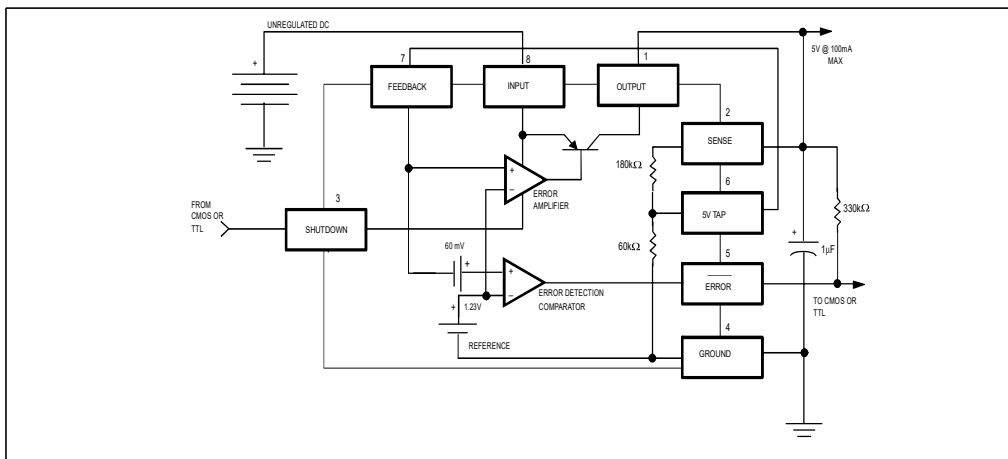 UNREGULATED DC
7
8
1
5V @ 100mA
MAX
+
FEEDBACK
INPUT
OUTPUT
2
SENSE
180kΩ
+
−
ERROR
AMPLIFIER
6
330kΩ
FROM
CMOS OR
TTL
3
SHUTDOWN
5V TAP
60kΩ
+
1µF
60 mV
+
+
−
5
ERROR
ERROR DETECTION
COMPARATOR
TO CMOS OR
TTL
+
1.23V
REFERENCE
4
GROUND